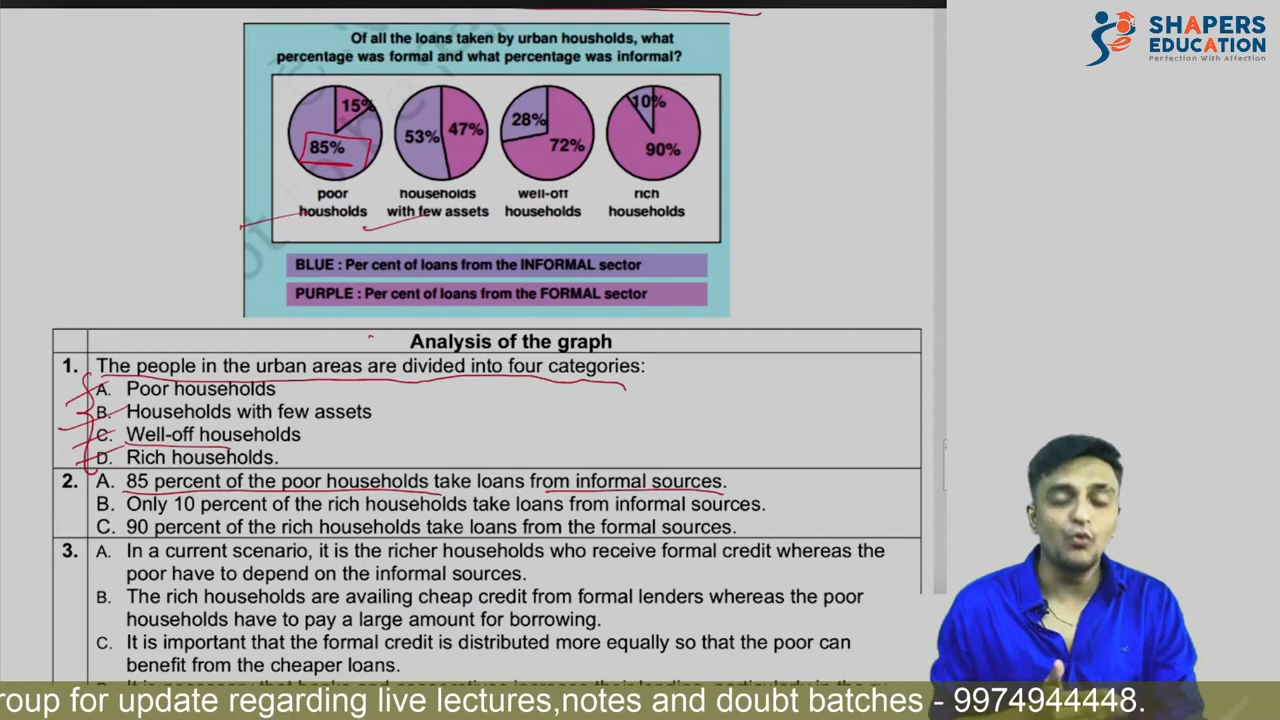 SHAPERS
EDUCATION
Perfection With Affection
Of all the loans taken by urban housholds, what
percentage was formal and what percentage was informal?
15%
85%
53%
47%
28%
72%
10%
90%
poor
housholds
households
with few assets
well-off
households
rich
households
BLUE : Per cent of loans from the INFORMAL sector
PURPLE : Per cent of loans from the FORMAL sector
Analysis of the graph
1. The people in the urban areas are divided into four categories:
A. Poor households
B. Households with few assets
C. Well-off households
D. Rich households.
2. A. 85 percent of the poor households take loans from informal sources.
B. Only 10 percent of the rich households take loans from informal sources.
C. 90 percent of the rich households take loans from the formal sources.
3. A. In a current scenario, it is the richer households who receive formal credit whereas the
poor have to depend on the informal sources.
B. The rich households are availing cheap credit from formal lenders whereas the poor
households have to pay a large amount for borrowing.
C. It is important that the formal credit is distributed more equally so that the poor can
benefit from the cheaper loans.
roup for update regarding live lectures,notes and doubt batches - 9974944448.